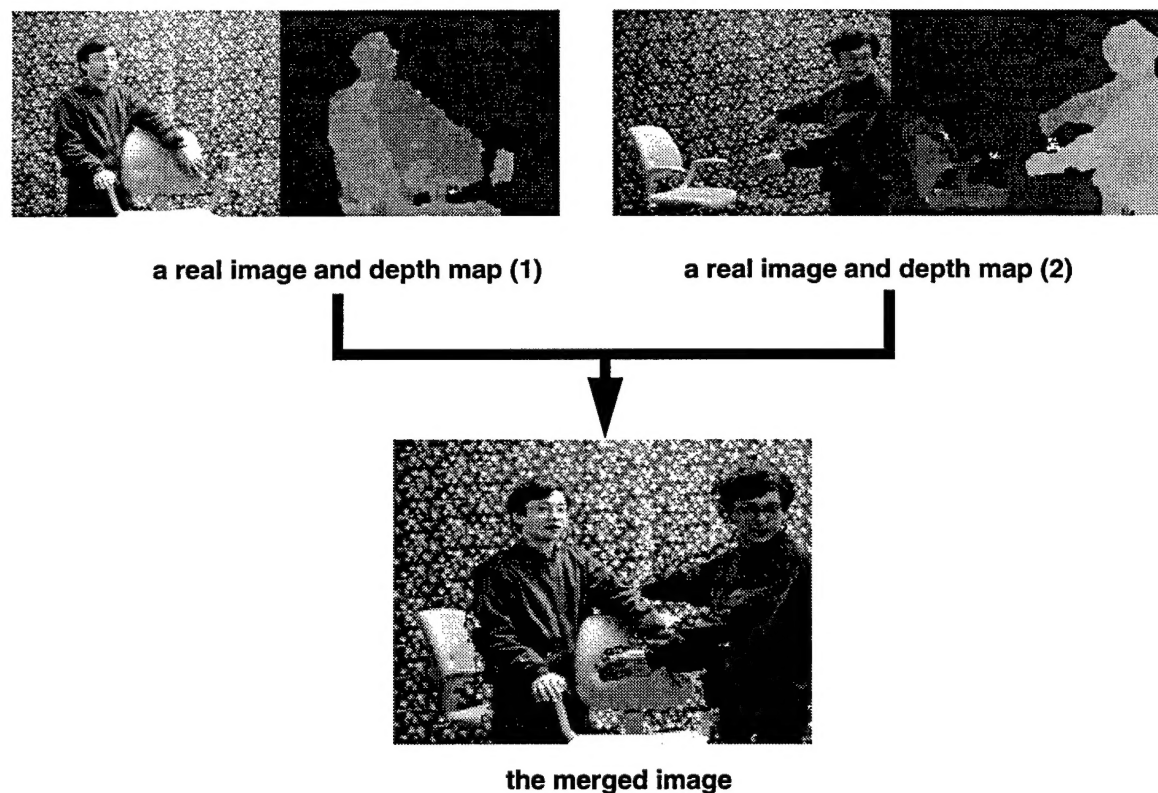 a real image and depth map (1)
a real image and depth map (2)
the merged image